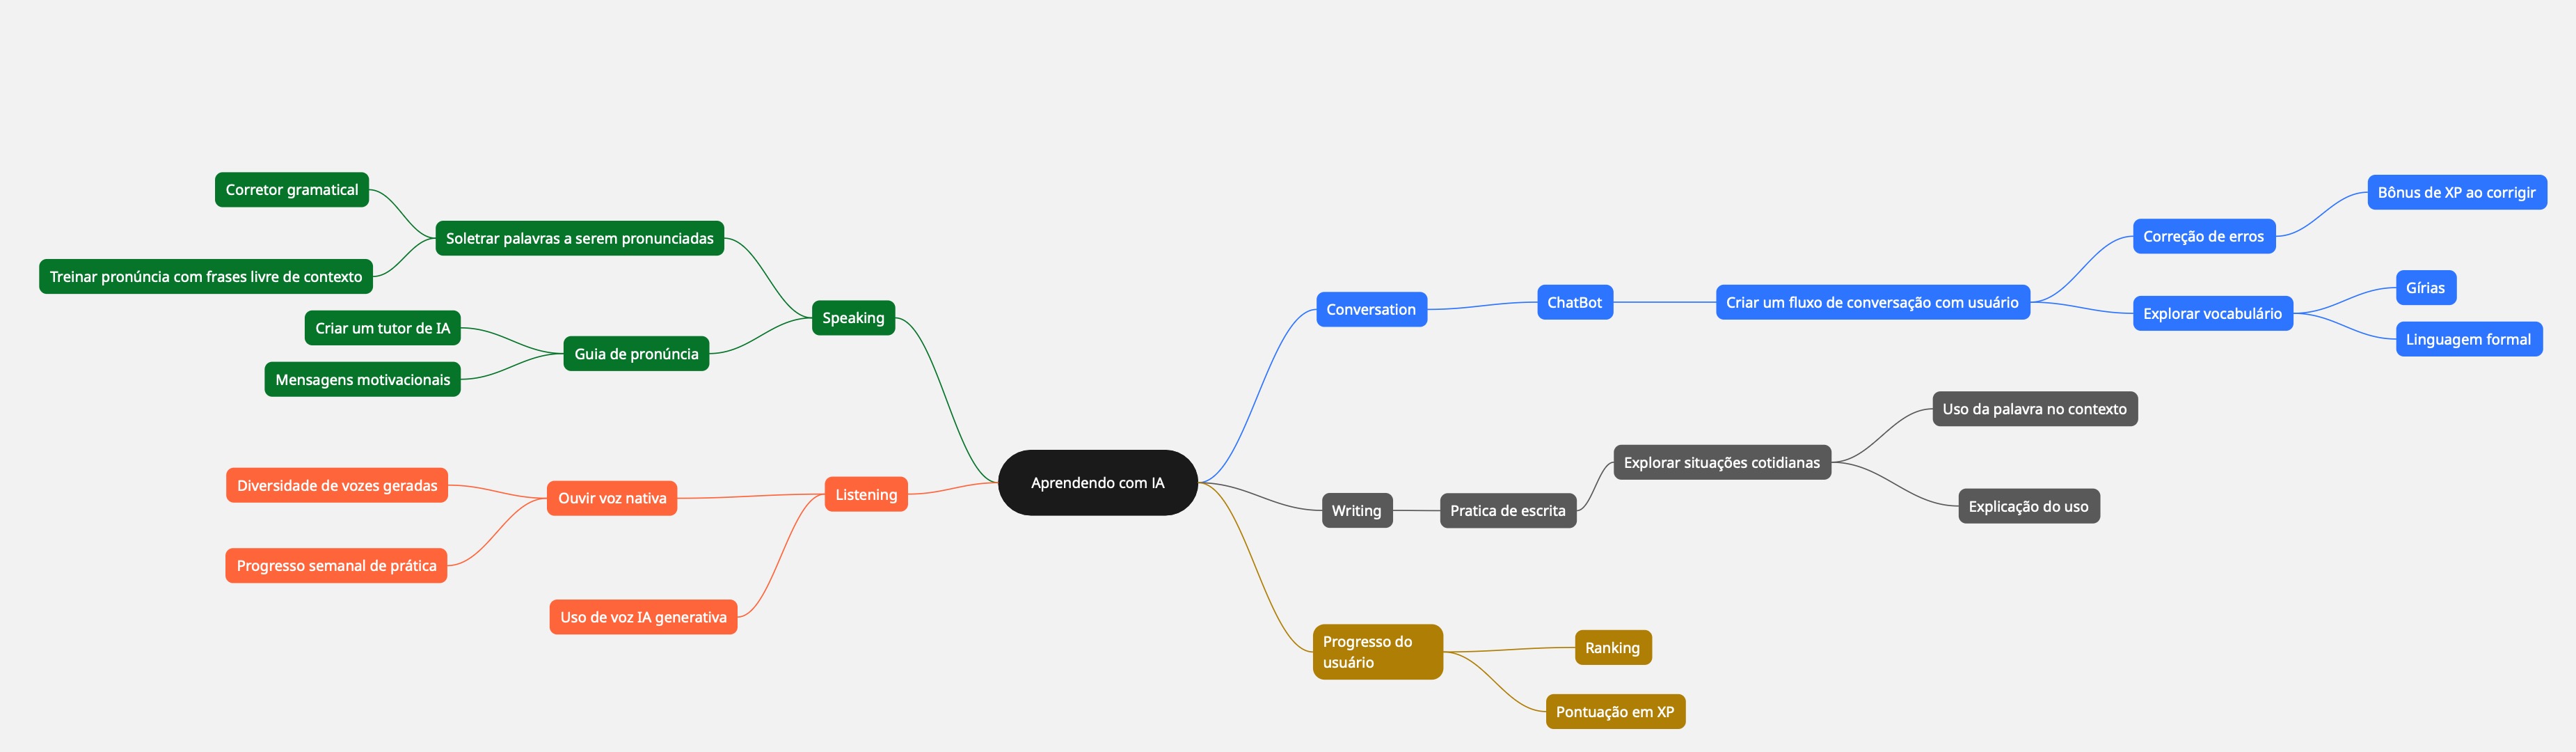 Corretor gramatical
Soletrar palavras a serem pronunciadas
Treinar pronúncia com frases livre de contexto
Criar um tutor de IA
Guia de pronúncia
Mensagens motivacionais
Speaking
Diversidade de vozes geradas
Ouvir voz nativa
Progresso semanal de prática
Uso de voz IA generativa
Listening
Aprendendo com IA
Conversation
ChatBot
Criar um fluxo de conversação com usuário
Correção de erros
Bônus de XP ao corrigir
Explorar vocabulário
Gírias
Linguagem formal
Writing
Pratica de escrita
Explorar situações cotidianas
Uso da palavra no contexto
Explicação do uso
Progresso do
usuário
Ranking
Pontuação em XP